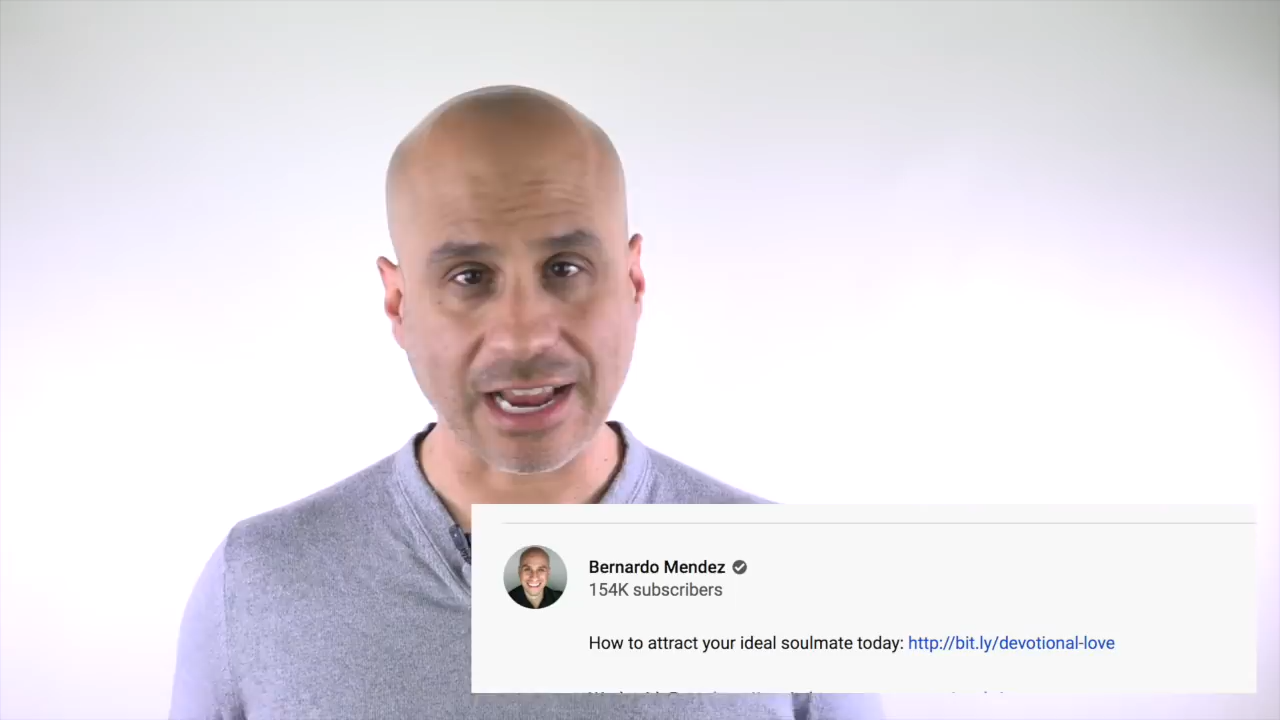 Bernardo Mendez
154K subscribers
How to attract your ideal soulmate today: http://bit.ly/devotional-love